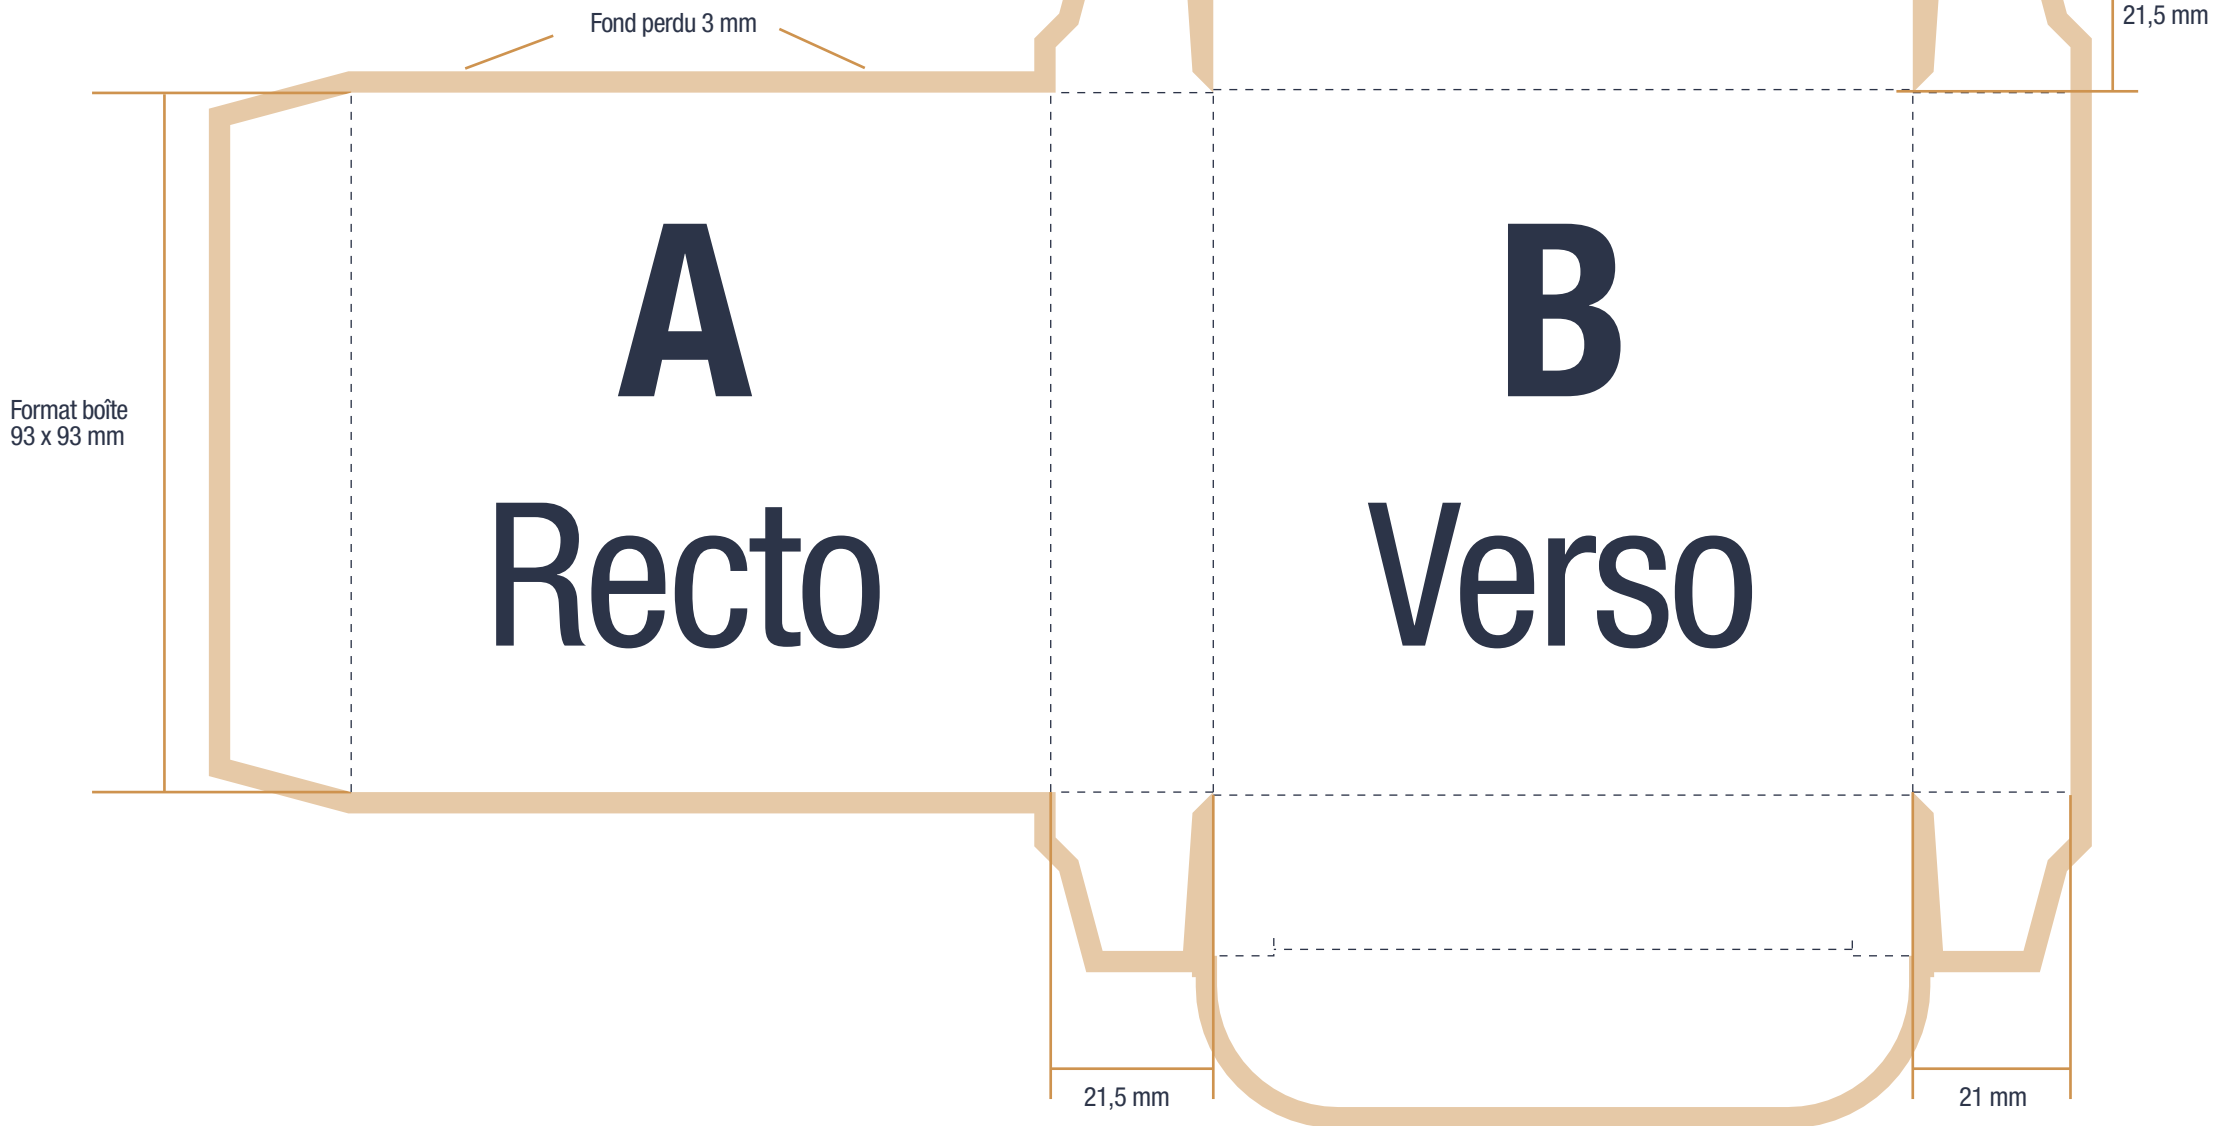 Fond perdu 3 mm
21,5 mm
A
B
Format boîte
93 x 93 mm
Recto
Verso
21,5 mm
21 mm